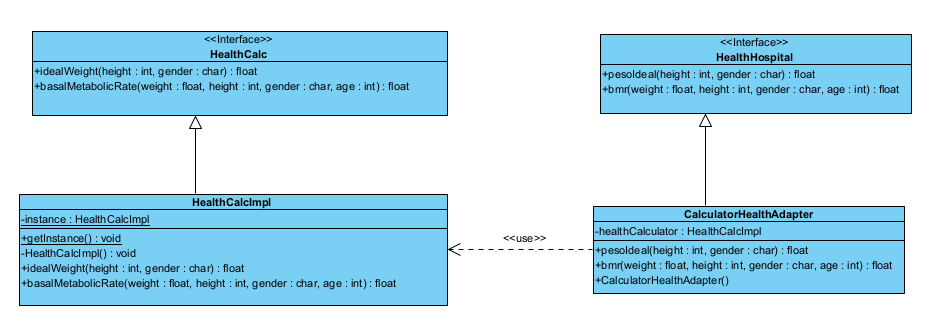 <<Interface>>
HealthCalc
+idealWeight(height : int, gender : char) : float
+basalMetabolicRate(weight : float, height : int, gender : char, age : int) : float
<<Interface>>
HealthHospital
+pesoIdeal(height : int, gender : char) : float
+bmr(weight : float, height : int, gender : char, age : int) : float
HealthCalcImpl
-instance : HealthCalcImpl
+getInstance() : void
-HealthCalcImpl() : void
+idealWeight(height : int, gender : char) : float
+basalMetabolicRate(weight : float, height : int, gender : char, age : int) : float
<<use>>
CalculatorHealthAdapter
-healthCalculator : HealthCalcImpl
+pesoIdeal(height : int, gender : char) : float
+bmr(weight : float, height : int, gender : char, age : int) : float
+CalculatorHealthAdapter()